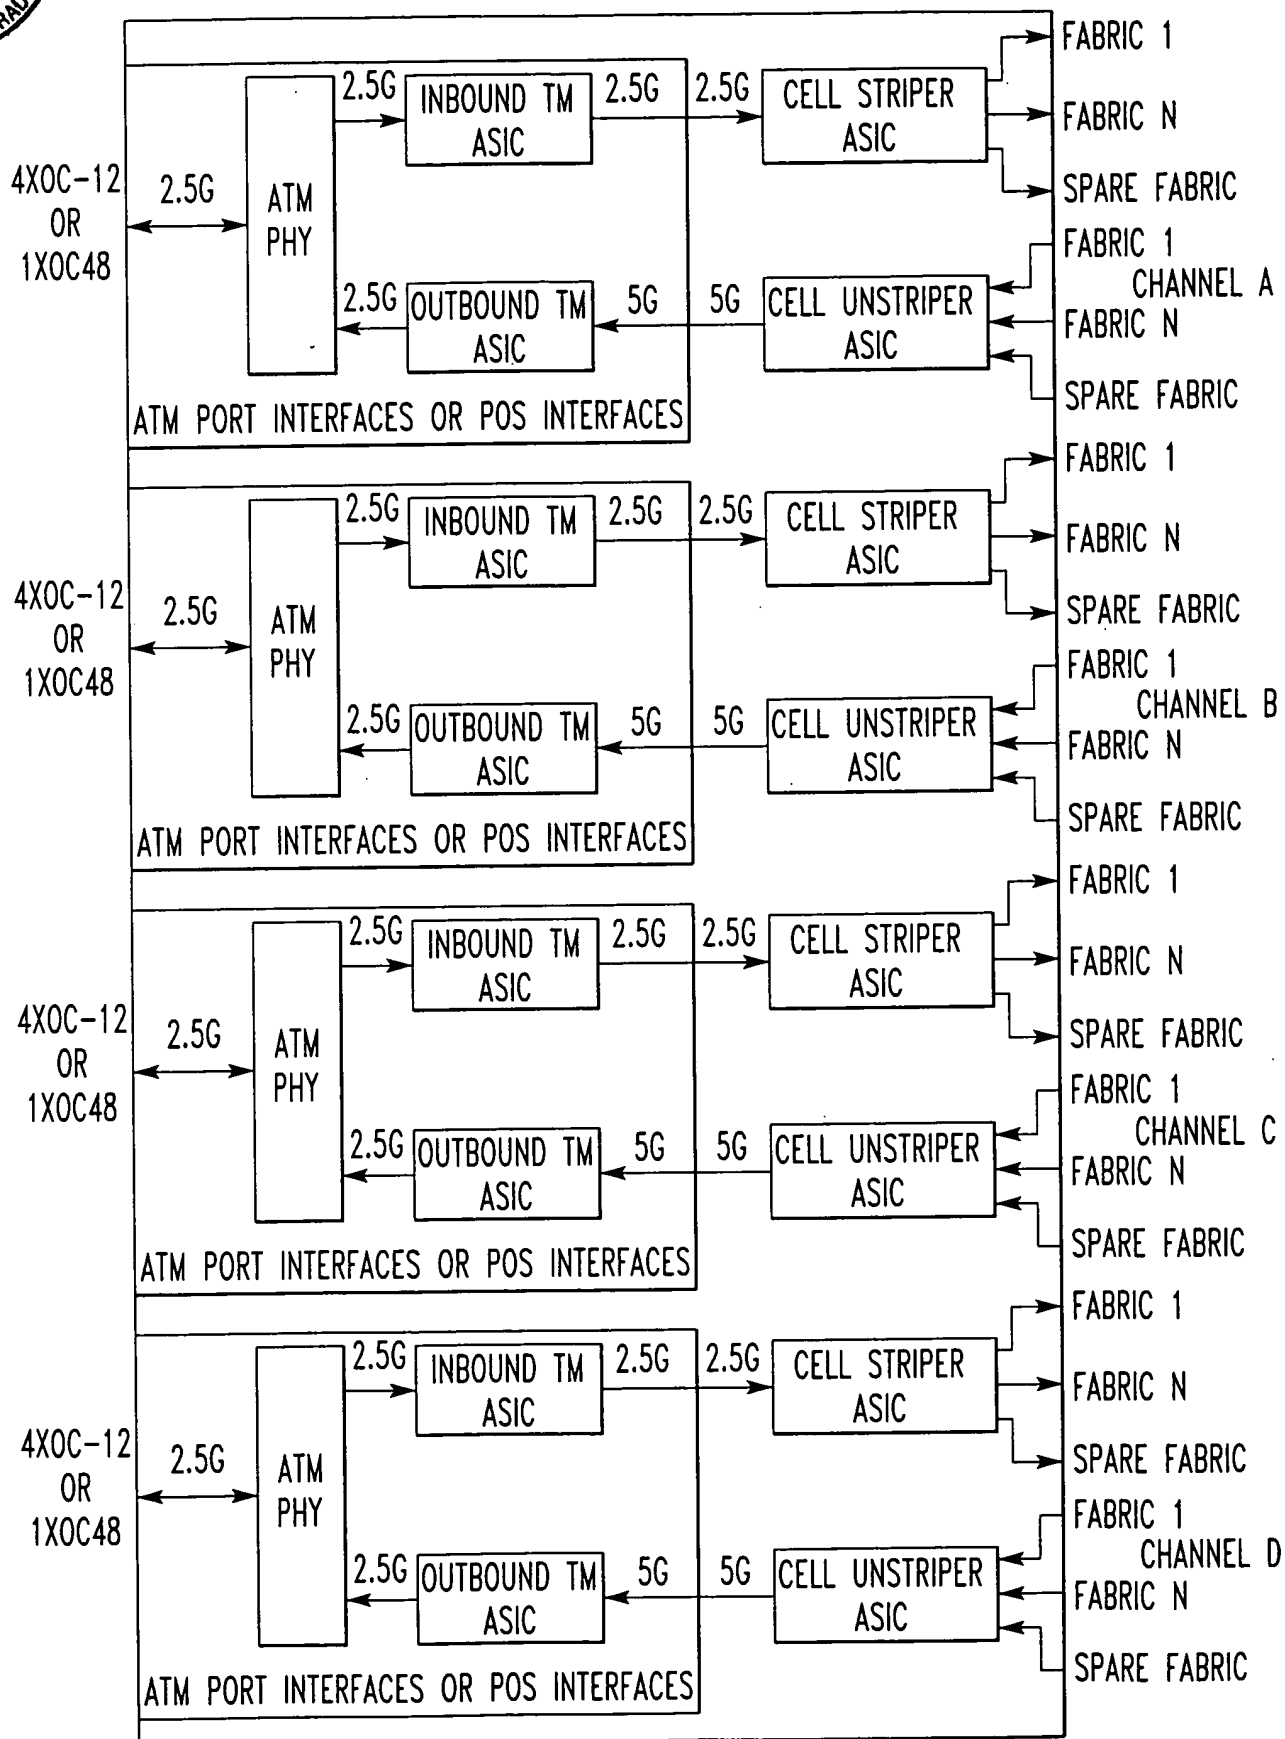 FABRIC 1
2.5G
INBOUND TM
ASIC
2.5G
2.5G
CELL STRIPER
ASIC
FABRIC N
4XOC-12
OR
1XOC48
2.5G
ATM
PHY
SPARE FABRIC
FABRIC 1
CHANNEL A
2.5G
OUTBOUND TM
ASIC
5G
5G
CELL UNSTRIPER
ASIC
FABRIC N
SPARE FABRIC
ATM PORT INTERFACES OR POS INTERFACES
FABRIC 1
2.5G
INBOUND TM
ASIC
2.5G
2.5G
CELL STRIPER
ASIC
FABRIC N
4XOC-12
OR
1XOC48
2.5G
ATM
PHY
SPARE FABRIC
FABRIC 1
CHANNEL B
2.5G
OUTBOUND TM
ASIC
5G
5G
CELL UNSTRIPER
ASIC
FABRIC N
SPARE FABRIC
ATM PORT INTERFACES OR POS INTERFACES
FABRIC 1
2.5G
INBOUND TM
ASIC
2.5G
2.5G
CELL STRIPER
ASIC
FABRIC N
4XOC-12
OR
1XOC48
2.5G
ATM
PHY
SPARE FABRIC
FABRIC 1
CHANNEL C
2.5G
OUTBOUND TM
ASIC
5G
5G
CELL UNSTRIPER
ASIC
FABRIC N
SPARE FABRIC
ATM PORT INTERFACES OR POS INTERFACES
FABRIC 1
2.5G
INBOUND TM
ASIC
2.5G
2.5G
CELL STRIPER
ASIC
FABRIC N
4XOC-12
OR
1XOC48
2.5G
ATM
PHY
SPARE FABRIC
FABRIC 1
CHANNEL D
2.5G
OUTBOUND TM
ASIC
5G
5G
CELL UNSTRIPER
ASIC
FABRIC N
SPARE FABRIC
ATM PORT INTERFACES OR POS INTERFACES